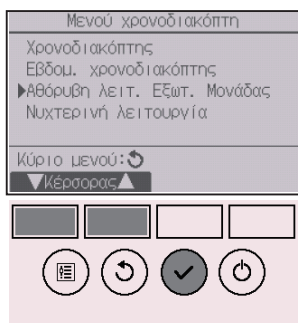 Μενού χρονοδιακόπτη
Χρονοδιακόπτης
Εβδομ. χρονοδιακόπτης
▶Αθόρυβη λειτ. Εξωτ. Μονάδας
Νυχτερινή λειτουργία
Κύριο μενού:
▼Κέρσορας▲